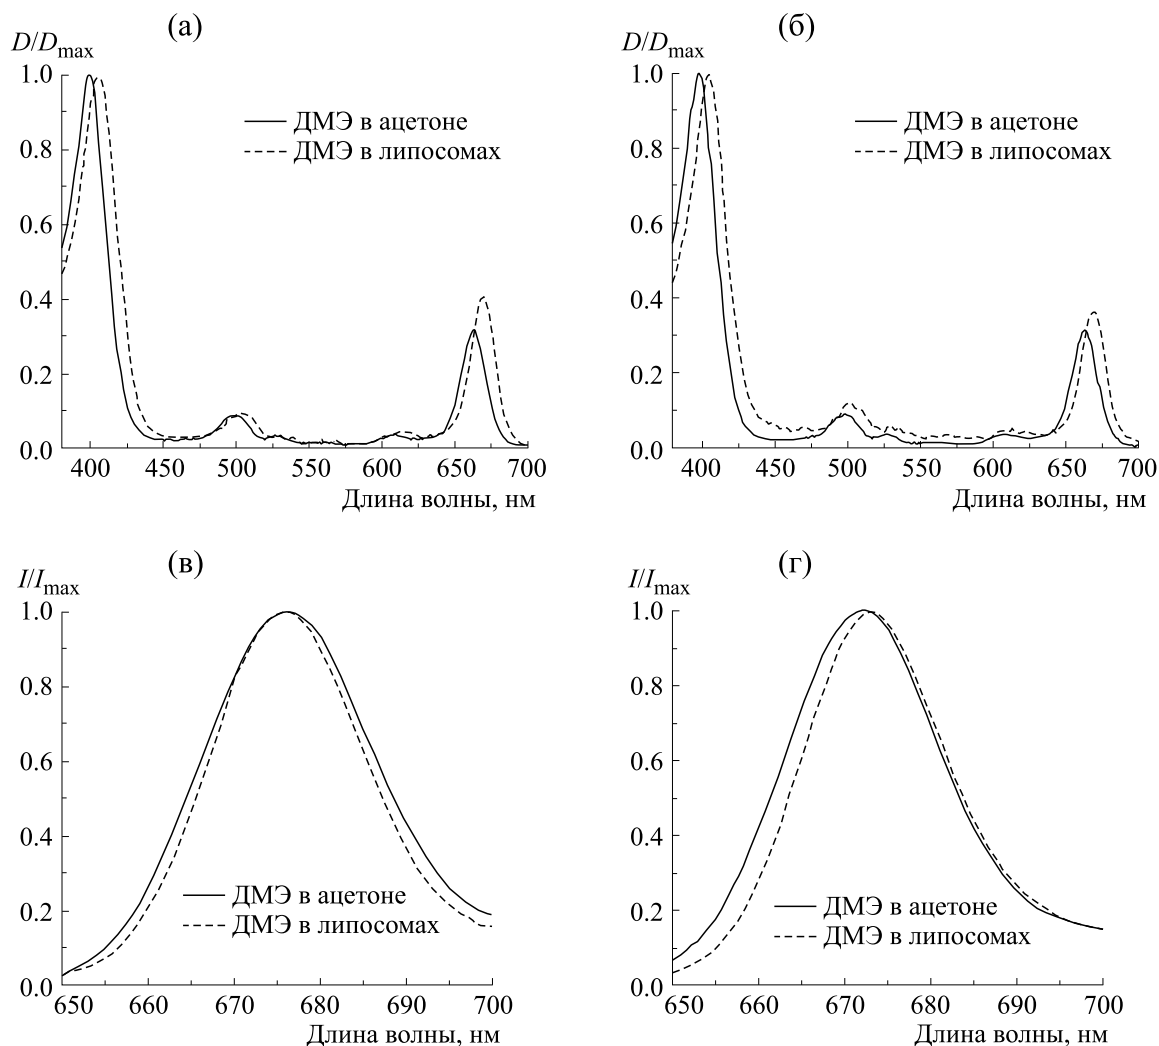 (а)
D/Dmax
1.0
0.8
0.6
0.4
0.2
0.0
ДМЭ в ацетоне
ДМЭ в липосомах
400 450 500 550 600 650 700
Длина волны, нм
(б)
D/Dmax
1.0
0.8
0.6
0.4
0.2
0.0
ДМЭ в ацетоне
ДМЭ в липосомах
400 450 500 550 600 650 700
Длина волны, нм
(в)
I/Imax
1.0
0.8
0.6
0.4
0.2
0.0
ДМЭ в ацетоне
ДМЭ в липосомах
650 660 670 680 690 700
Длина волны, нм
(г)
I/Imax
1.0
0.8
0.6
0.4
0.2
0.0
ДМЭ в ацетоне
ДМЭ в липосомах
650 660 670 680 690 700
Длина волны, нм